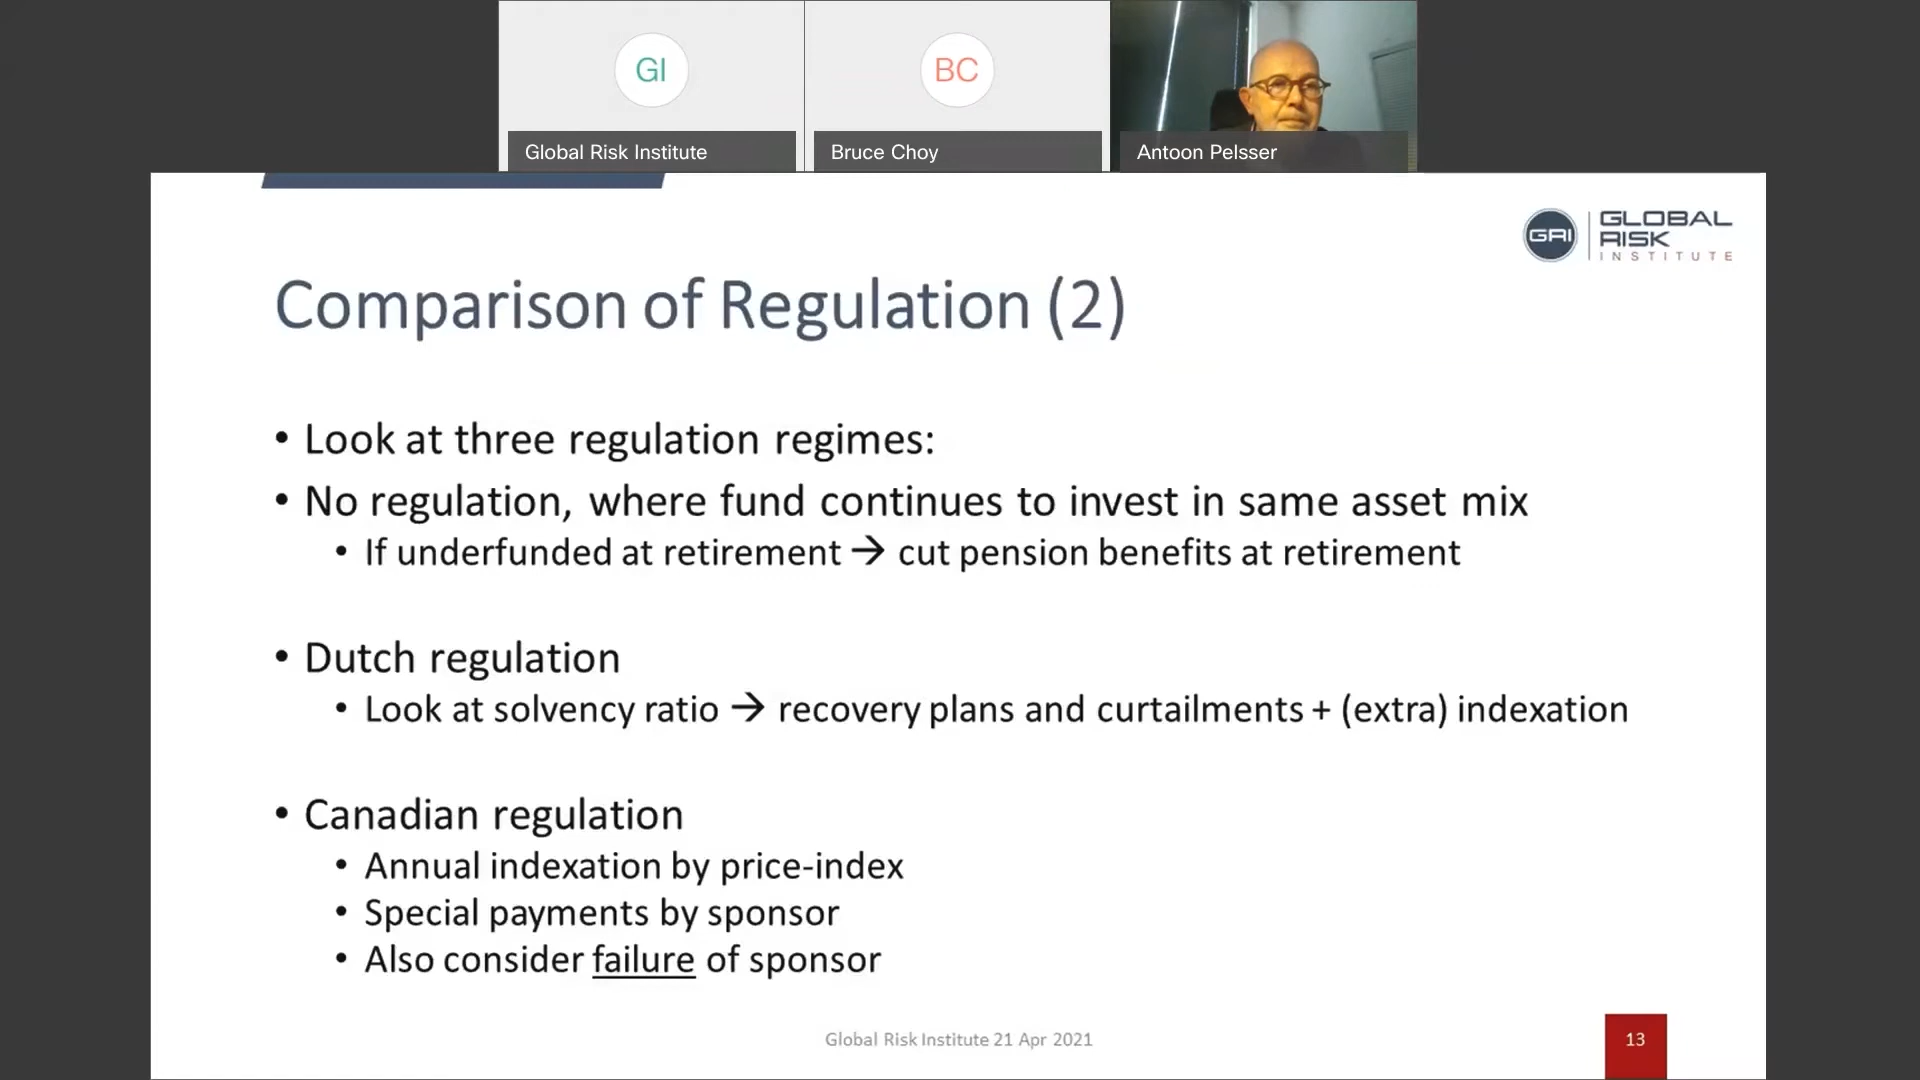 GI
BC
Global Risk Institute
Bruce Choy
Antoon Pelsser
GRI
GLOBAL
RISK
INSTITUTE
Comparison of Regulation (2)
• Look at three regulation regimes:
• No regulation, where fund continues to invest in same asset mix
• If underfunded at retirement → cut pension benefits at retirement
• Dutch regulation
• Look at solvency ratio → recovery plans and curtailments + (extra) indexation
• Canadian regulation
• Annual indexation by price-index
• Special payments by sponsor
• Also consider failure of sponsor
Global Risk Institute 21 Apr 2021
13